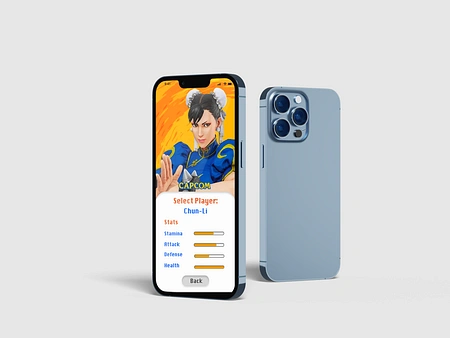 CAPCOM
Select Player:
Chun-Li
Stats
Stamina
Attack
Defense
Health
Back